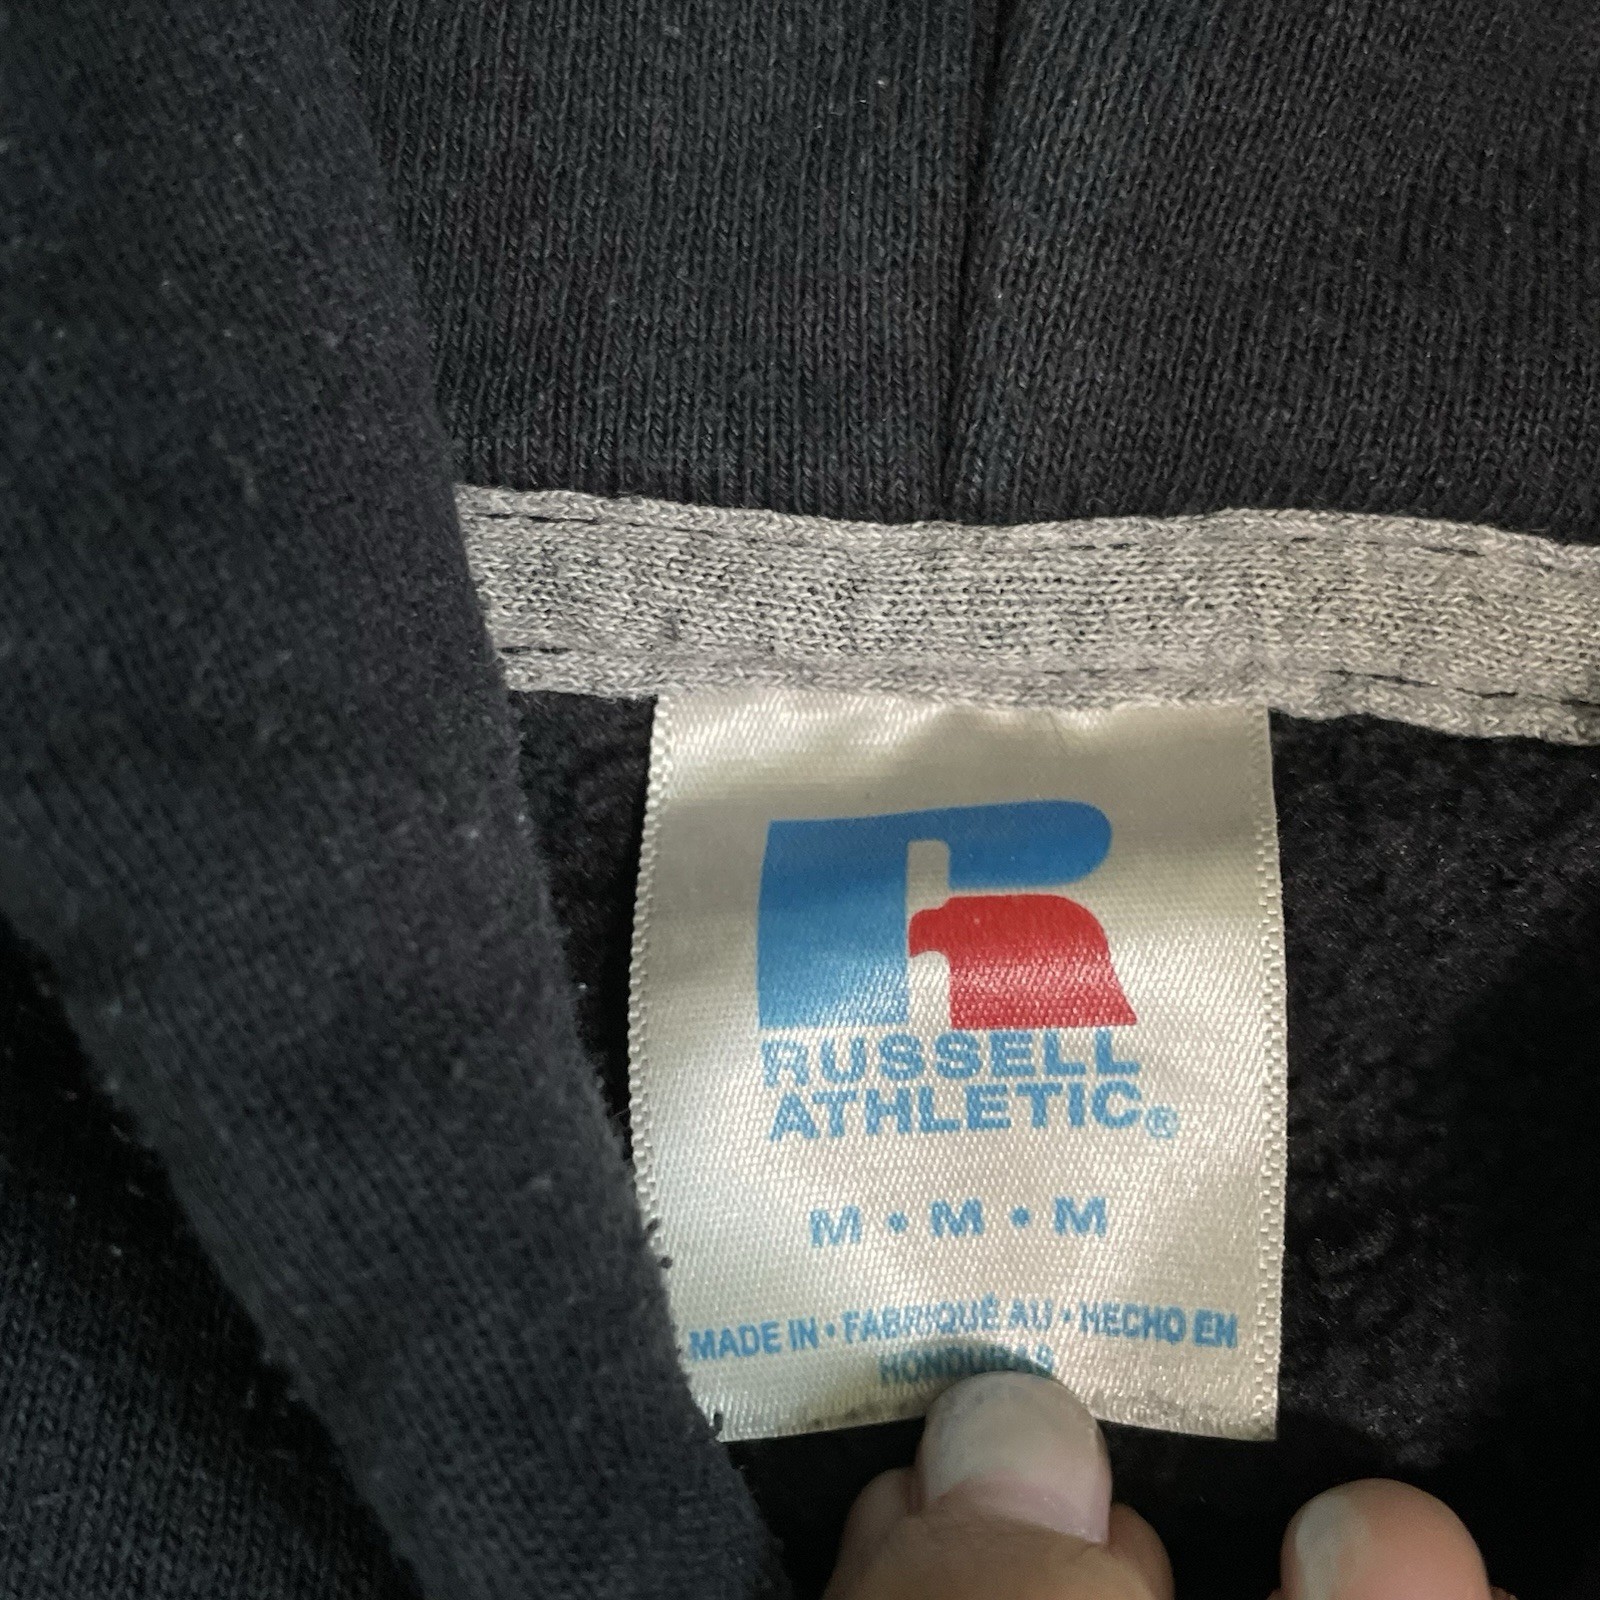 R
RUSSELL
ATHLETIC®
M • M • M
MADE IN • FABRIQUÉ AU • HECHO EN
HONDURAS